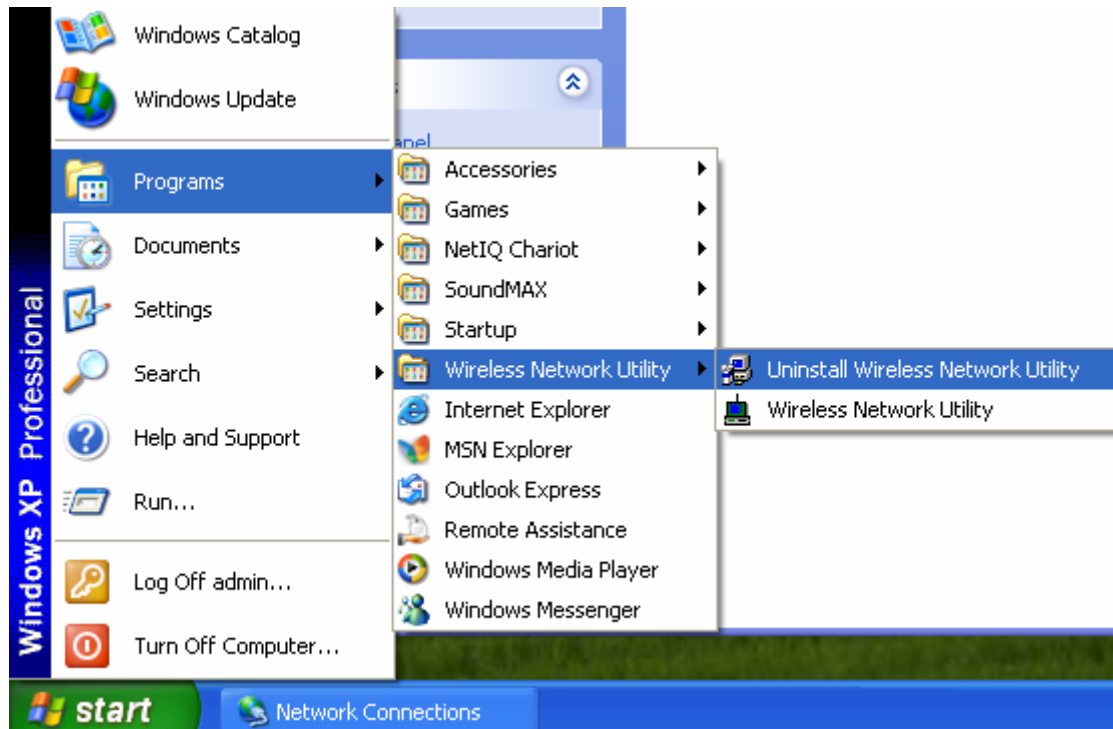 Windows Catalog
Windows Update
Programs
Documents
Settings
Search
Help and Support
Run...
Log Off admin...
Turn Off Computer...
Windows XP Professional
Accessories
Games
NetIQ Chariot
SoundMAX
Startup
Wireless Network Utility
Internet Explorer
MSN Explorer
Outlook Express
Remote Assistance
Windows Media Player
Windows Messenger
Uninstall Wireless Network Utility
Wireless Network Utility
start
Network Connections